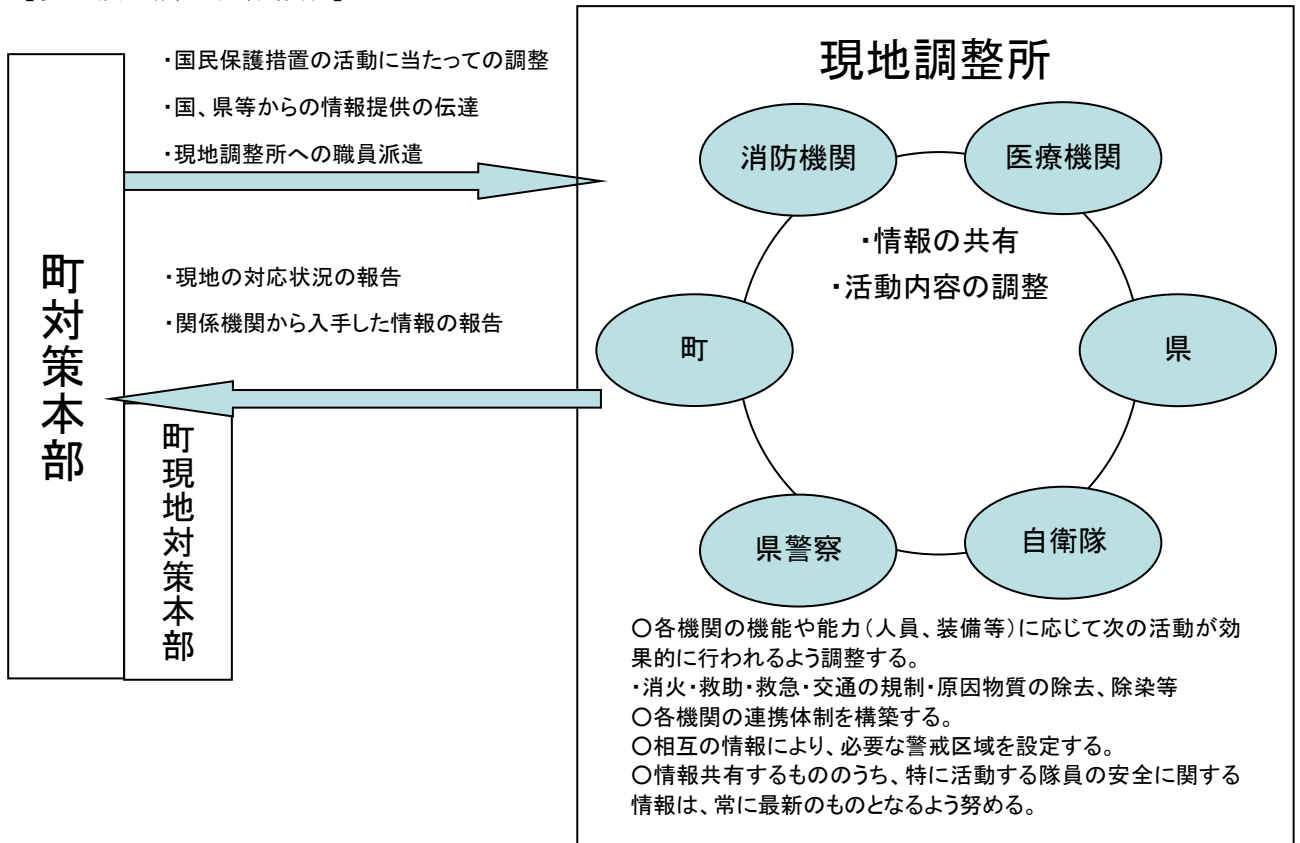 現地調整所
・国民保護措置の活動に当たっての調整
・国、県等からの情報提供の伝達
・現地調整所への職員派遣
消防機関
医療機関
・情報の共有
・活動内容の調整
町対策本部
・現地の対応状況の報告
・関係機関から入手した情報の報告
町
県
町現地対策本部
県警察
自衛隊
〇各機関の機能や能力(人員、装備等)に応じて次の活動が効
果的に行われるよう調整する。
・消火・救助・救急・交通の規制・原因物質の除去、除染等
〇各機関の連携体制を構築する。
〇相互の情報により、必要な警戒区域を設定する。
〇情報共有するもののうち、特に活動する隊員の安全に関する
情報は、常に最新のものとなるよう努める。